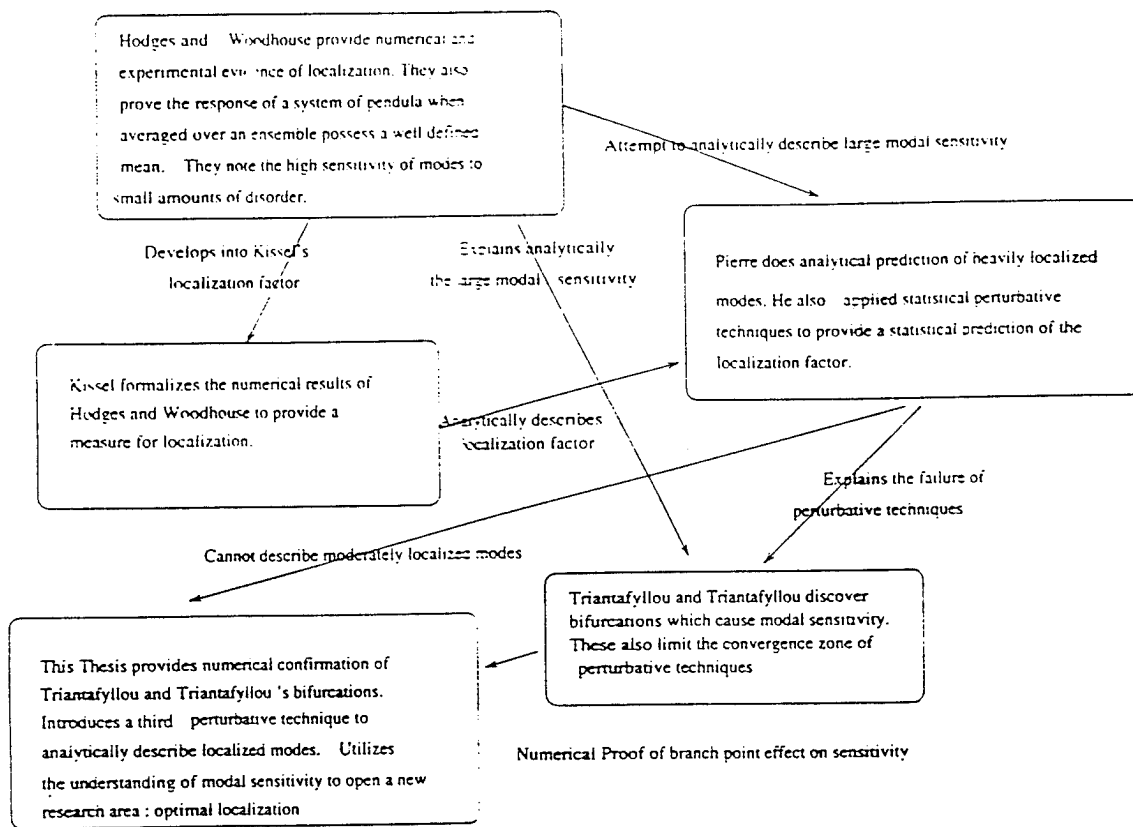 Hodges and Woodhouse provide numerical and
experimental evidence of localization. They also
prove the response of a system of pendula when
averaged over an ensemble possess a well defined
mean. They note the high sensitivity of modes to
small amounts of disorder.
Attempt to analytically describe large modal sensitivity
Develops into Kissel's
localization factor
Explains analytically
the large modal sensitivity
Pierre does analytical prediction of heavily localized
modes. He also applied statistical perturbative
techniques to provide a statistical prediction of the
localization factor.
Kissel formalizes the numerical results of
Hodges and Woodhouse to provide a
measure for localization.
Analytically describes
localization factor
Explains the failure of
perturbative techniques
Cannot describe moderately localized modes
Triantafyllou and Triantafyllou discover
bifurcations which cause modal sensitivity.
These also limit the convergence zone of
perturbative techniques
This Thesis provides numerical confirmation of
Triantafyllou and Triantafyllou 's bifurcations.
Introduces a third perturbative technique to
analytically describe localized modes. Utilizes
the understanding of modal sensitivity to open a new
research area : optimal localization
Numerical Proof of branch point effect on sensitivity